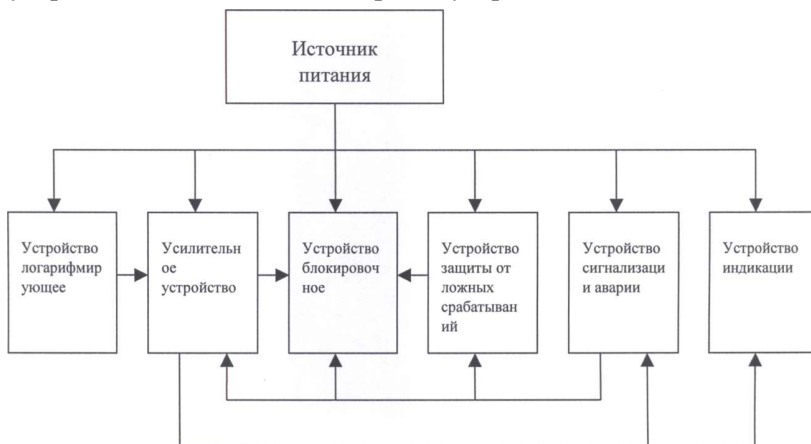 Источник
питания
Устройство
логарифмир
ующее
Усилительн
ое
устройство
Устройство
блокировоч
ное
Устройство
защиты от
ложных
срабатыван
ий
Устройство
сигнализаци
и аварии
Устройство
индикации